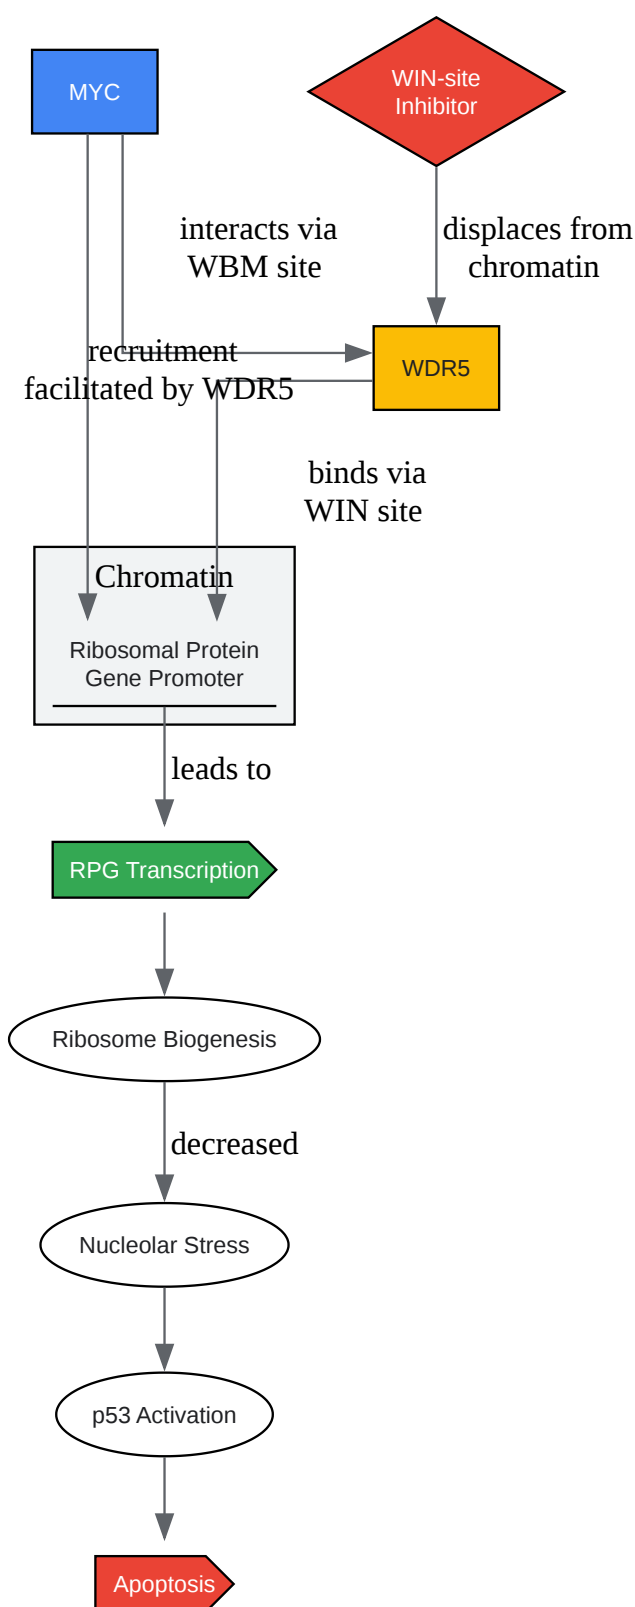 MYC
WIN-site
Inhibitor
interacts via
WBM site
displaces from
chromatin
recruitment
facilitated by WDR5
WDR5
binds via
WIN site
Chromatin
Ribosomal Protein
Gene Promoter
leads to
RPG Transcription
Ribosome Biogenesis
decreased
Nucleolar Stress
p53 Activation
Apoptosis